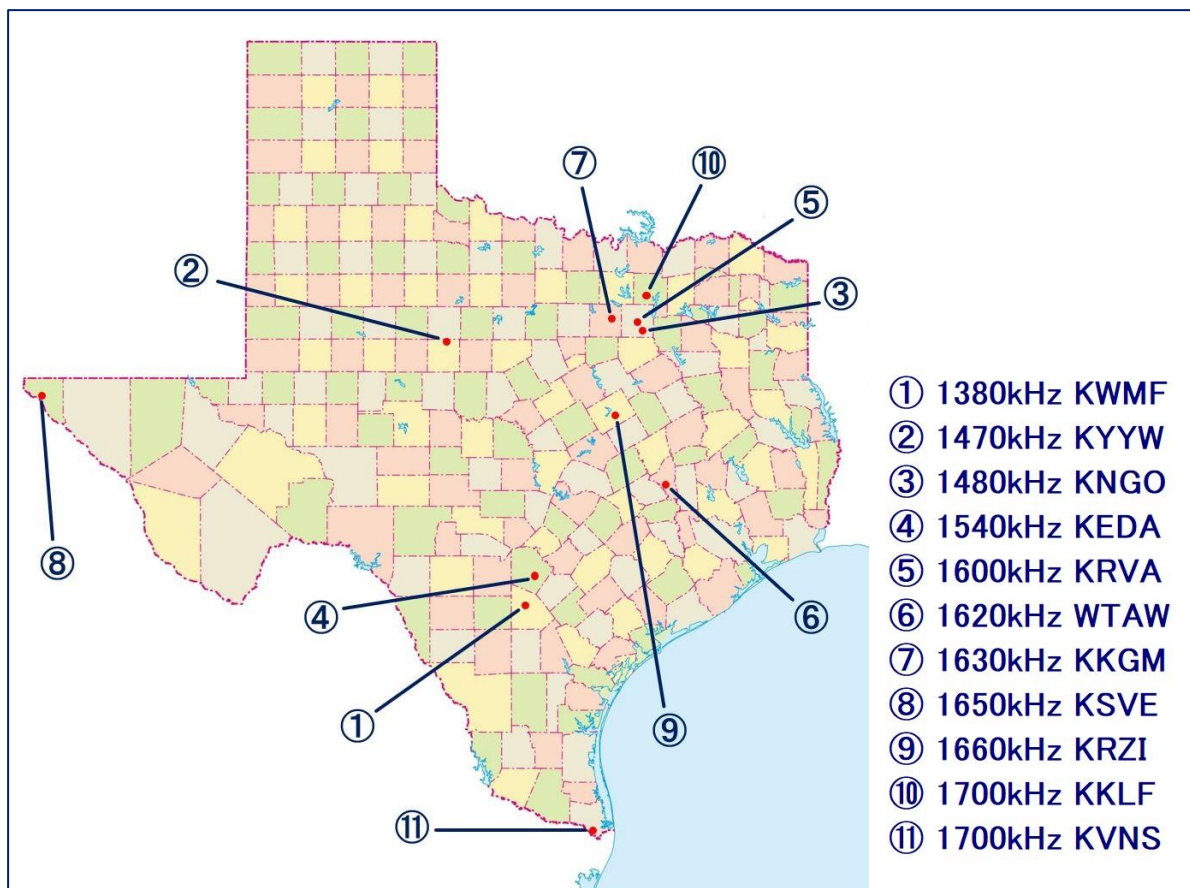 ⑦
⑩
⑤
②
③
⑧
④
⑥
①
⑨
⑪
① 1380kHz KWMF
② 1470kHz KYYW
③ 1480kHz KNGO
④ 1540kHz KEDA
⑤ 1600kHz KRVA
⑥ 1620kHz WTAW
⑦ 1630kHz KKGM
⑧ 1650kHz KSVE
⑨ 1660kHz KRZI
⑩ 1700kHz KKLF
⑪ 1700kHz KVNS